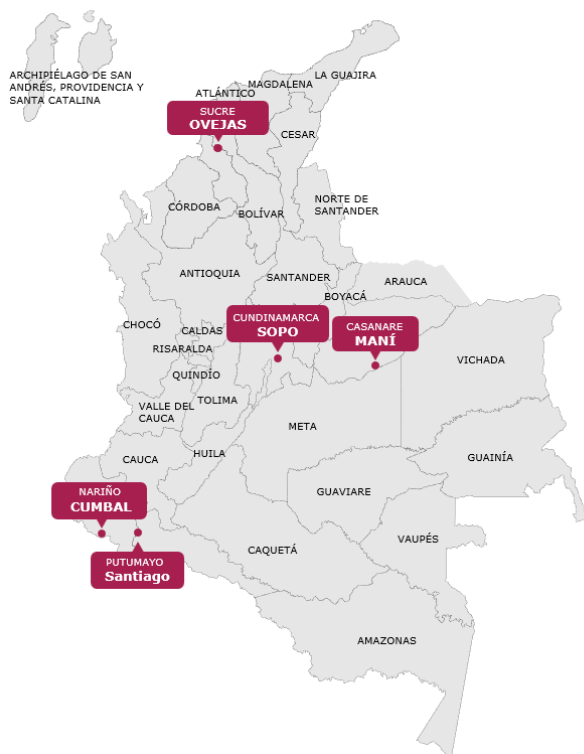 ARCHIPIÉLAGO DE SAN
ANDRÉS, PROVIDENCIA Y
SANTA CATALINA
LA GUAJIRA
MAGDALENA
ATLÁNTICO
SUCRE
OVEJAS
CESAR
NORTE DE
SANTANDER
CÓRDOBA
BOLÍVAR
ANTIOQUIA
SANTANDER
ARAUCA
BOYACÁ
CUNDINAMARCA
SOPO
CASANARE
MANÍ
CHOCÓ
CALDAS
RISARALDA
VICHADA
QUINDÍO
TOLIMA
VALLE DEL
CAUCA
META
HUILA
CAUCA
GUAINÍA
NARIÑO
CUMBAL
GUAVIARE
VAUPÉS
CAQUETÁ
PUTUMAYO
Santiago
AMAZONAS